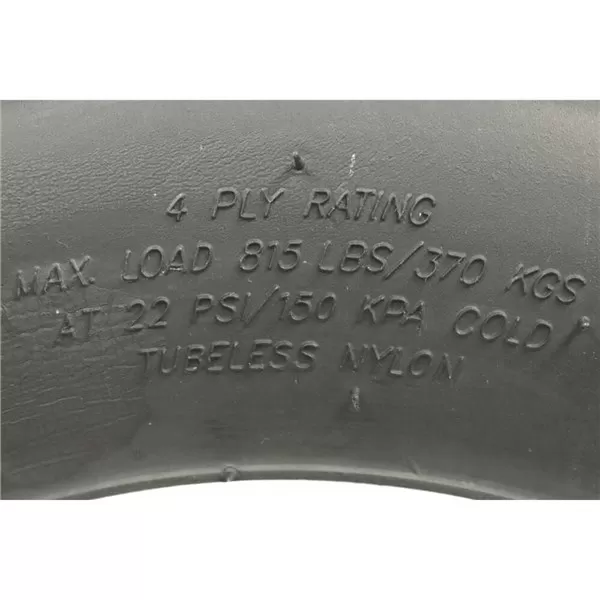 4 PLY RATING
MAX. LOAD 815 LBS/370 KGS
AT 22 PSI/150 KPA COLD
TUBELESS NYLON